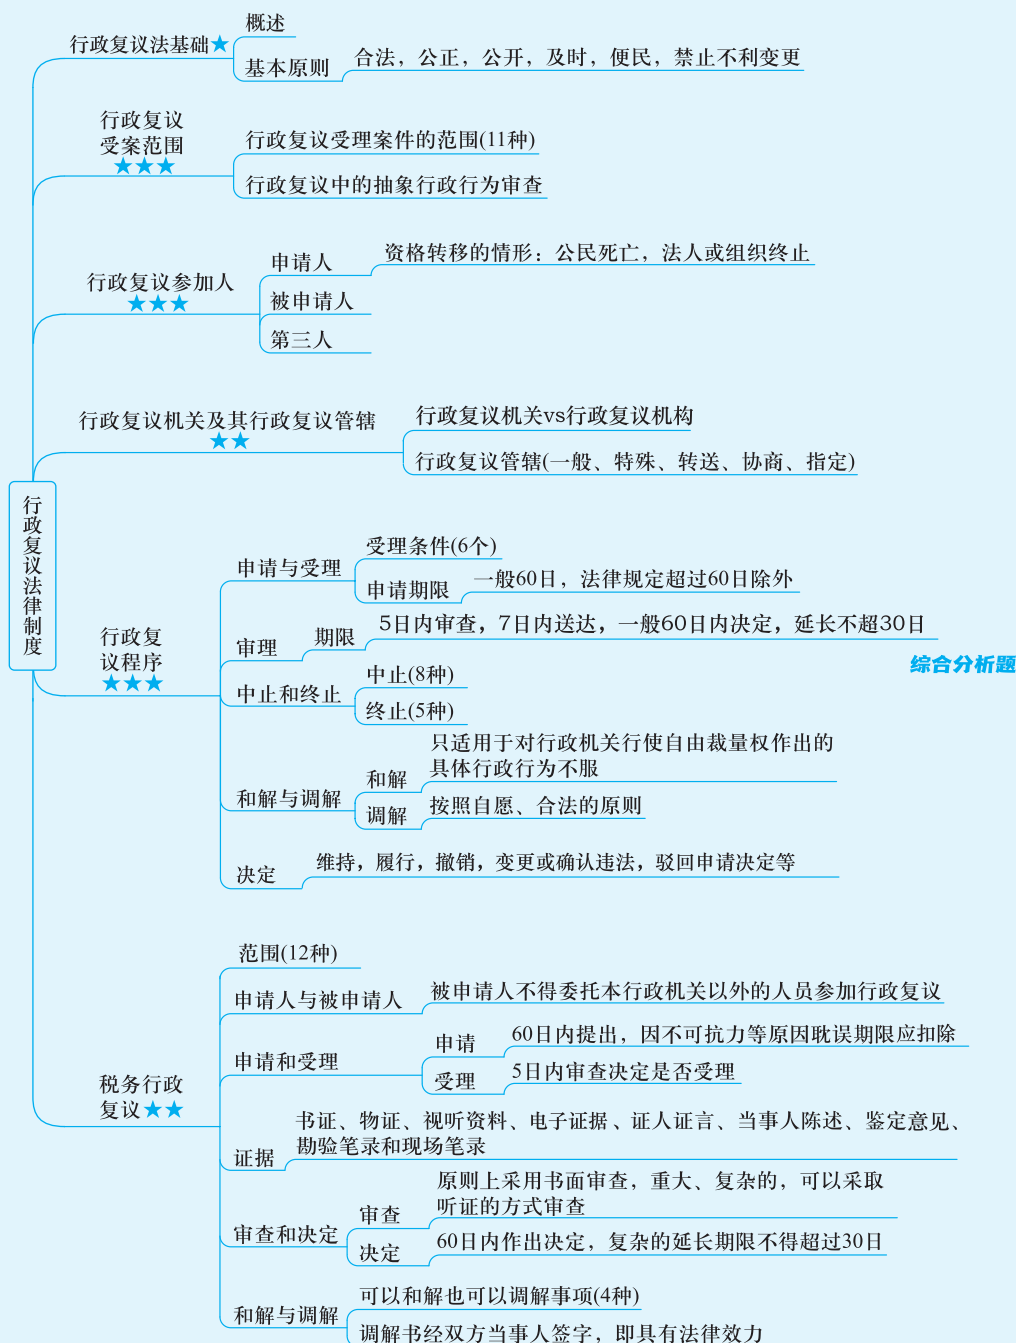 行政复议法律制度
行政复议法基础★
概述
基本原则
合法，公正，公开，及时，便民，禁止不利变更
行政复议
受案范围
★★★
行政复议受理案件的范围(11种)
行政复议中的抽象行政行为审查
行政复议参加人
★★★
申请人
资格转移的情形：公民死亡，法人或组织终止
被申请人
第三人
行政复议机关及其行政复议管辖
★★
行政复议机关vs行政复议机构
行政复议管辖(一般、特殊、转送、协商、指定)
行政复
议程序
★★★
申请与受理
受理条件(6个)
申请期限
一般60日，法律规定超过60日除外
审理
期限
5日内审查，7日内送达，一般60日内决定，延长不超30日
综合分析题
中止和终止
中止(8种)
终止(5种)
和解与调解
和解
只适用于对行政机关行使自由裁量权作出的
具体行政行为不服
调解
按照自愿、合法的原则
决定
维持，履行，撤销，变更或确认违法，驳回申请决定等
税务行政
复议★★
范围(12种)
申请人与被申请人
被申请人不得委托本行政机关以外的人员参加行政复议
申请和受理
申请
60日内提出，因不可抗力等原因耽误期限应扣除
受理
5日内审查决定是否受理
证据
书证、物证、视听资料、电子证据、证人证言、当事人陈述、鉴定意见、
勘验笔录和现场笔录
审查和决定
审查
原则上采用书面审查，重大、复杂的，可以采取
听证的方式审查
决定
60日内作出决定，复杂的延长期限不得超过30日
和解与调解
可以和解也可以调解事项(4种)
调解书经双方当事人签字，即具有法律效力